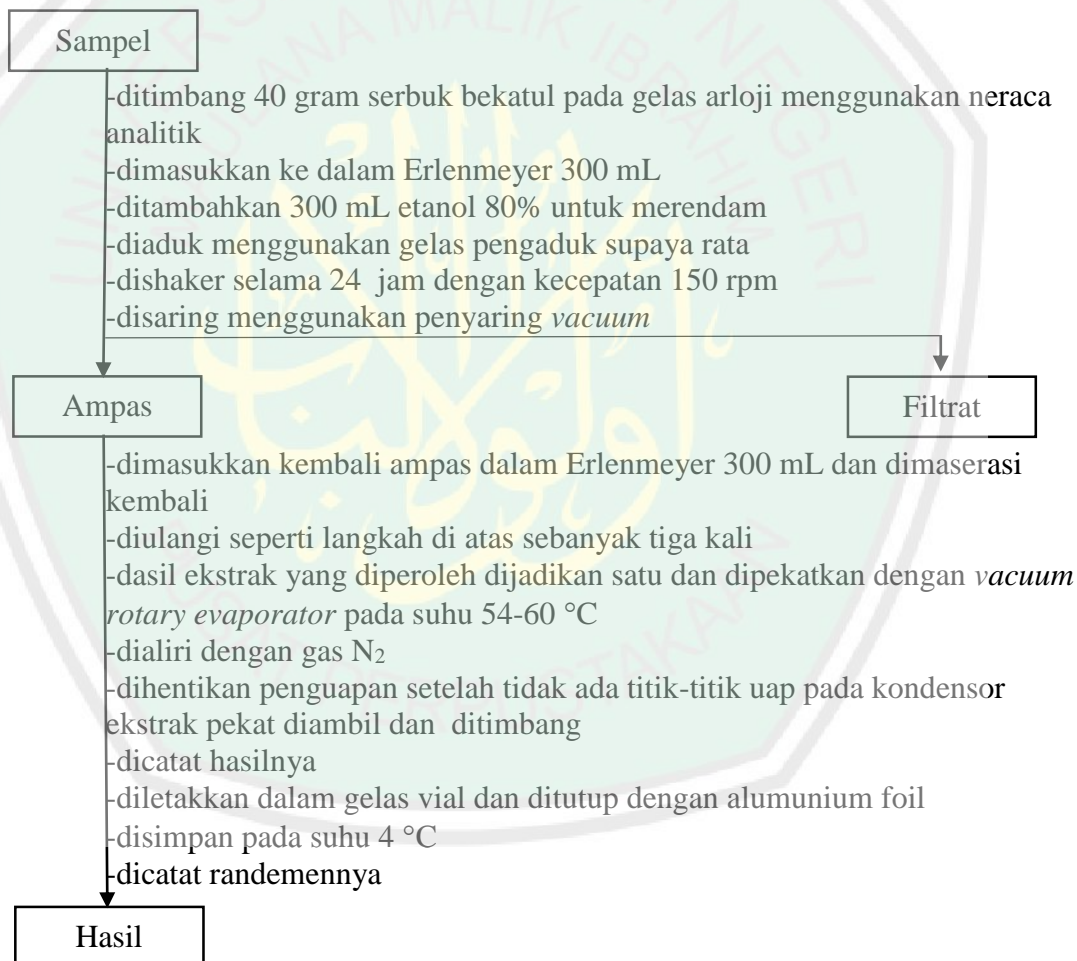 Sampel
-ditimbang 40 gram serbuk bekatul pada gelas arloji menggunakan neraca
analitik
-dimasukkan ke dalam Erlenmeyer 300 mL
-ditambahkan 300 mL etanol 80% untuk merendam
-diaduk menggunakan gelas pengaduk supaya rata
-dishaker selama 24 jam dengan kecepatan 150 rpm
-disaring menggunakan penyaring vacuum
Ampas
Filtrat
-dimasukkan kembali ampas dalam Erlenmeyer 300 mL dan dimaserasi
kembali
-diulangi seperti langkah di atas sebanyak tiga kali
-dasil ekstrak yang diperoleh dijadikan satu dan dipekatkan dengan vacuum
rotary evaporator pada suhu 54-60 °C
-dialiri dengan gas N₂
-dihentikan penguapan setelah tidak ada titik-titik uap pada kondensor
ekstrak pekat diambil dan ditimbang
-dicatat hasilnya
-diletakkan dalam gelas vial dan ditutup dengan alumunium foil
-disimpan pada suhu 4 °C
-dicatat randemennya
Hasil